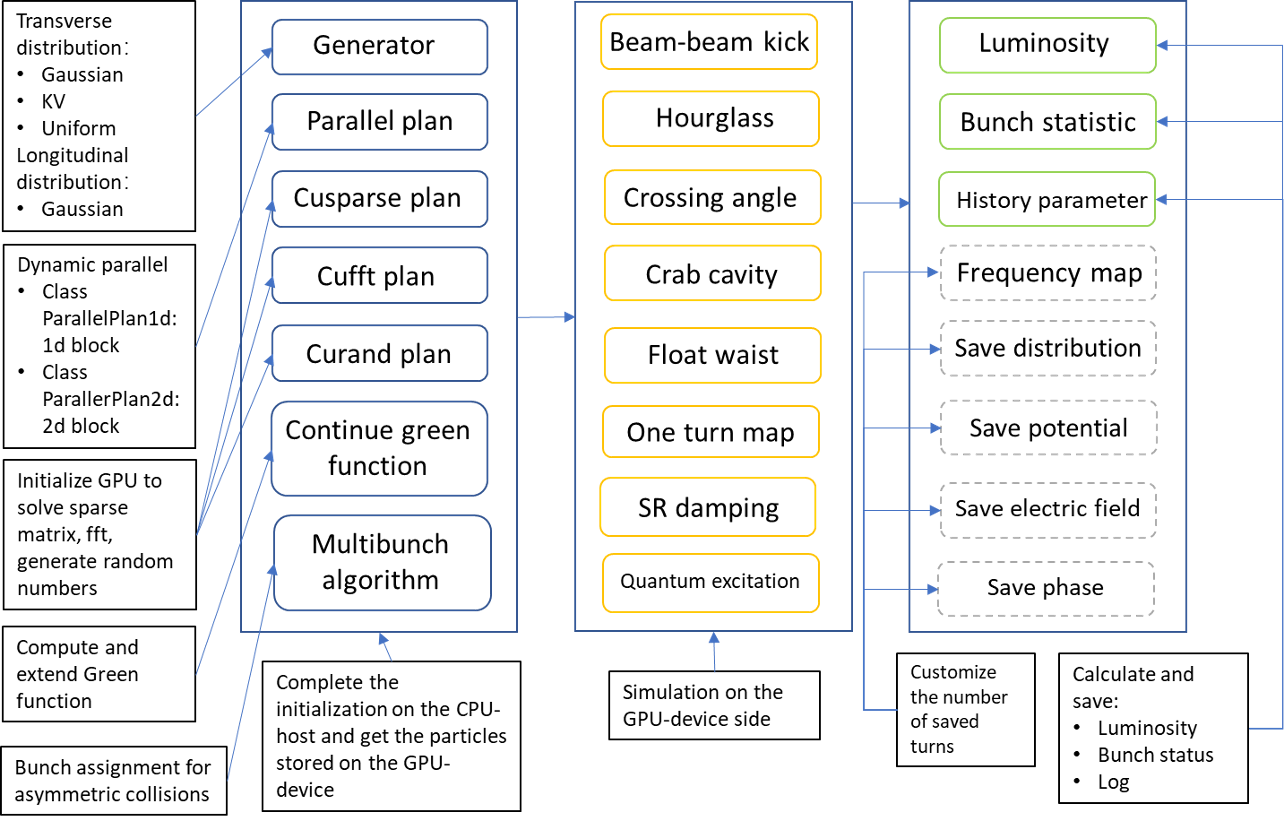 Transverse
distribution:
• Gaussian
• KV
• Uniform
Longitudinal
distribution:
• Gaussian
Dynamic parallel
• Class
ParallelPlan1d:
1d block
• Class
ParallerPlan2d:
2d block
Initialize GPU to
solve sparse
matrix, fft,
generate random
numbers
Compute and
extend Green
function
Bunch assignment for
asymmetric collisions
Generator
Parallel plan
Cusparse plan
Cufft plan
Curand plan
Continue green
function
Multibunch
algorithm
Complete the
initialization on the CPU-
host and get the particles
stored on the GPU-
device
Beam-beam kick
Hourglass
Crossing angle
Crab cavity
Float waist
One turn map
SR damping
Quantum excitation
Simulation on the
GPU-device side
Luminosity
Bunch statistic
History parameter
Frequency map
Save distribution
Save potential
Save electric field
Save phase
Customize
the number
of saved
turns
Calculate and
save:
• Luminosity
• Bunch status
• Log